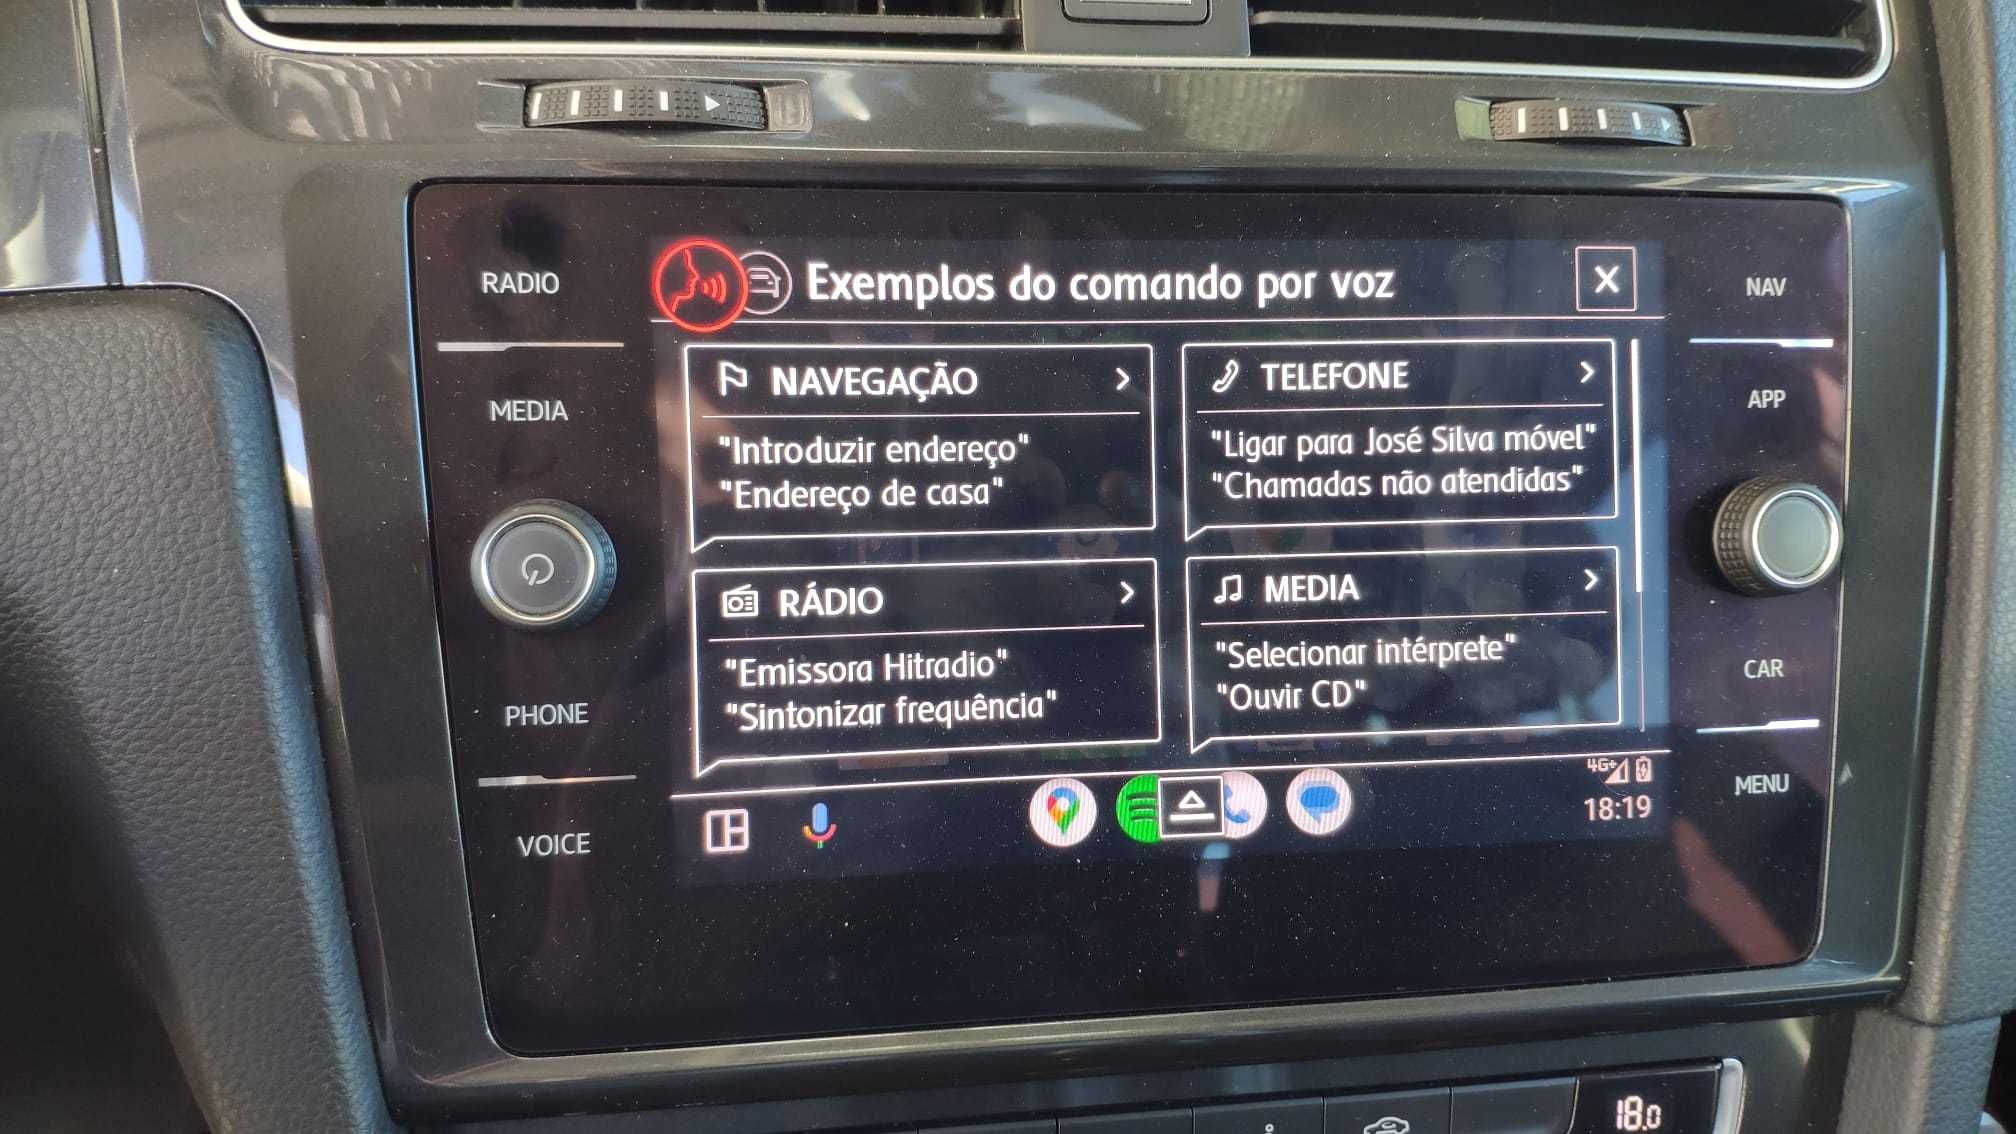 RADIO
MEDIA
PHONE
VOICE
Exemplos do comando por voz
X
NAVEGAÇÃO
"Introduzir endereço"
"Endereço de casa"
TELEFONE
"Ligar para José Silva móvel"
"Chamadas não atendidas"
RÁDIO
"Emissora Hitradio"
"Sintonizar frequência"
MEDIA
"Selecionar intérprete"
"Ouvir CD"
4G+
18:19
NAV
APP
CAR
MENU
18.0